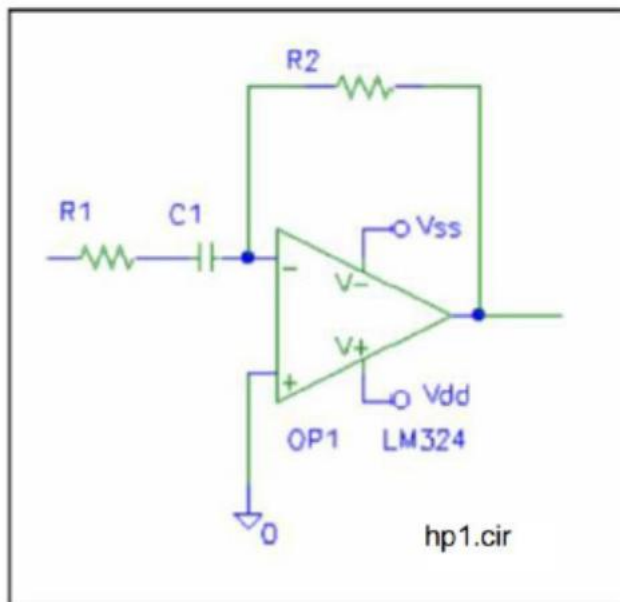 R2
R1
C1
Vss
-
V-
V+
+
Vdd
OP1
LM324
0
hp1.cir